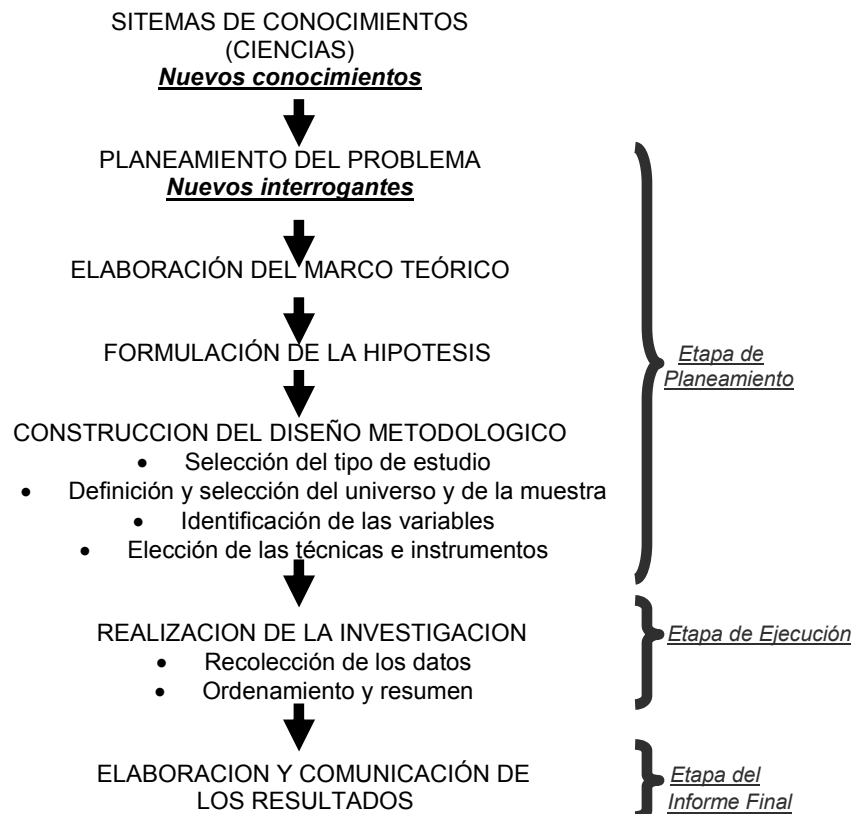 SITEMAS DE CONOCIMIENTOS
(CIENCIAS)
Nuevos conocimientos
PLANEAMIENTO DEL PROBLEMA
Nuevos interrogantes
ELABORACIÓN DEL MARCO TEÓRICO
FORMULACIÓN DE LA HIPOTESIS
Etapa de
Planeamiento
CONSTRUCCION DEL DISEÑO METODOLOGICO
• Selección del tipo de estudio
• Definición y selección del universo y de la muestra
• Identificación de las variables
• Elección de las técnicas e instrumentos
REALIZACION DE LA INVESTIGACION
Etapa de Ejecución
• Recolección de los datos
• Ordenamiento y resumen
ELABORACION Y COMUNICACIÓN DE
LOS RESULTADOS
Etapa del
Informe Final